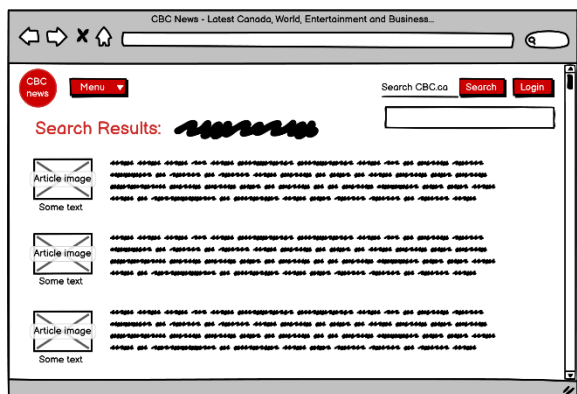 CBC News - Latest Canada, World, Entertainment and Business...
CBC
news
Menu
Search CBC.ca
Search
Login
Search Results:
Article image
Some text
Article image
Some text
Article image
Some text